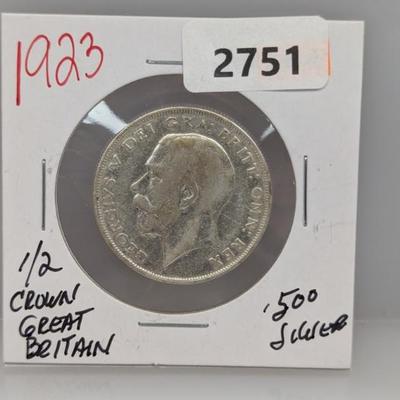 1923
2751
GEORGIVS V DEI GRA: BRITT: OMN: REX
1/2
CROWN
GREAT
BRITAIN
.500
SILVER